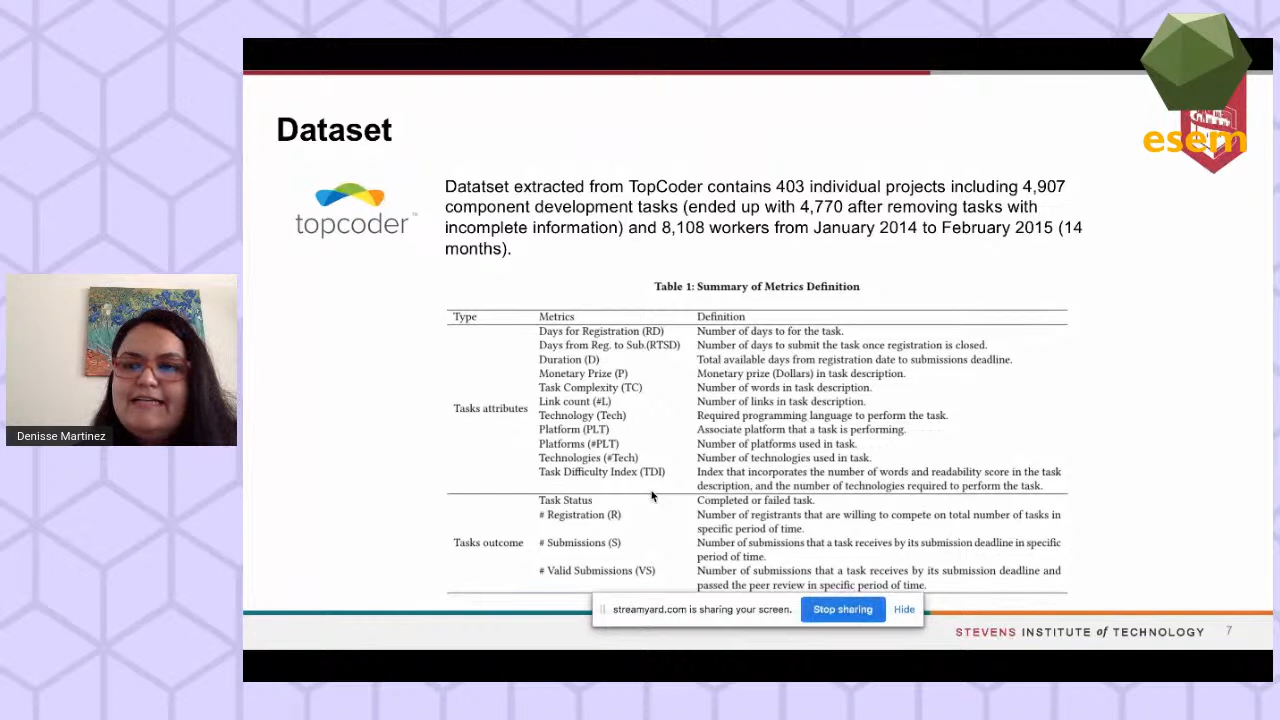 esem
Dataset
topcoder™
Datatset extracted from TopCoder contains 403 individual projects including 4,907
component development tasks (ended up with 4,770 after removing tasks with
incomplete information) and 8,108 workers from January 2014 to February 2015 (14
months).
Table 1: Summary of Metrics Definition
Type Metrics Definition
Days for Registration (RD) Number of days to for the task.
Days from Reg. to Sub.(RTSD) Number of days to submit the task once registration is closed.
Duration (D) Total available days from registration date to submissions deadline.
Monetary Prize (P) Monetary prize (Dollars) in task description.
Task Complexity (TC) Number of words in task description.
Link count (#L) Number of links in task description.
Tasks attributes
Technology (Tech) Required programming language to perform the task.
Platform (PLT) Associate platform that a task is performing.
Platforms (#PLT) Number of platforms used in task.
Technologies (#Tech) Number of technologies used in task.
Task Difficulty Index (TDI) Index that incorporates the number of words and readability score in the task
description, and the number of technologies required to perform the task.
Task Status Completed or failed task.
# Registration (R) Number of registrants that are willing to compete on total number of tasks in
specific period of time.
Tasks outcome # Submissions (S) Number of submissions that a task receives by its submission deadline in specific
period of time.
# Valid Submissions (VS) Number of submissions that a task receives by its submission deadline and
passed the peer review in specific period of time.
streamyard.com is sharing your screen. Stop sharing Hide
STEVENS INSTITUTE of TECHNOLOGY 7
Denisse Martinez